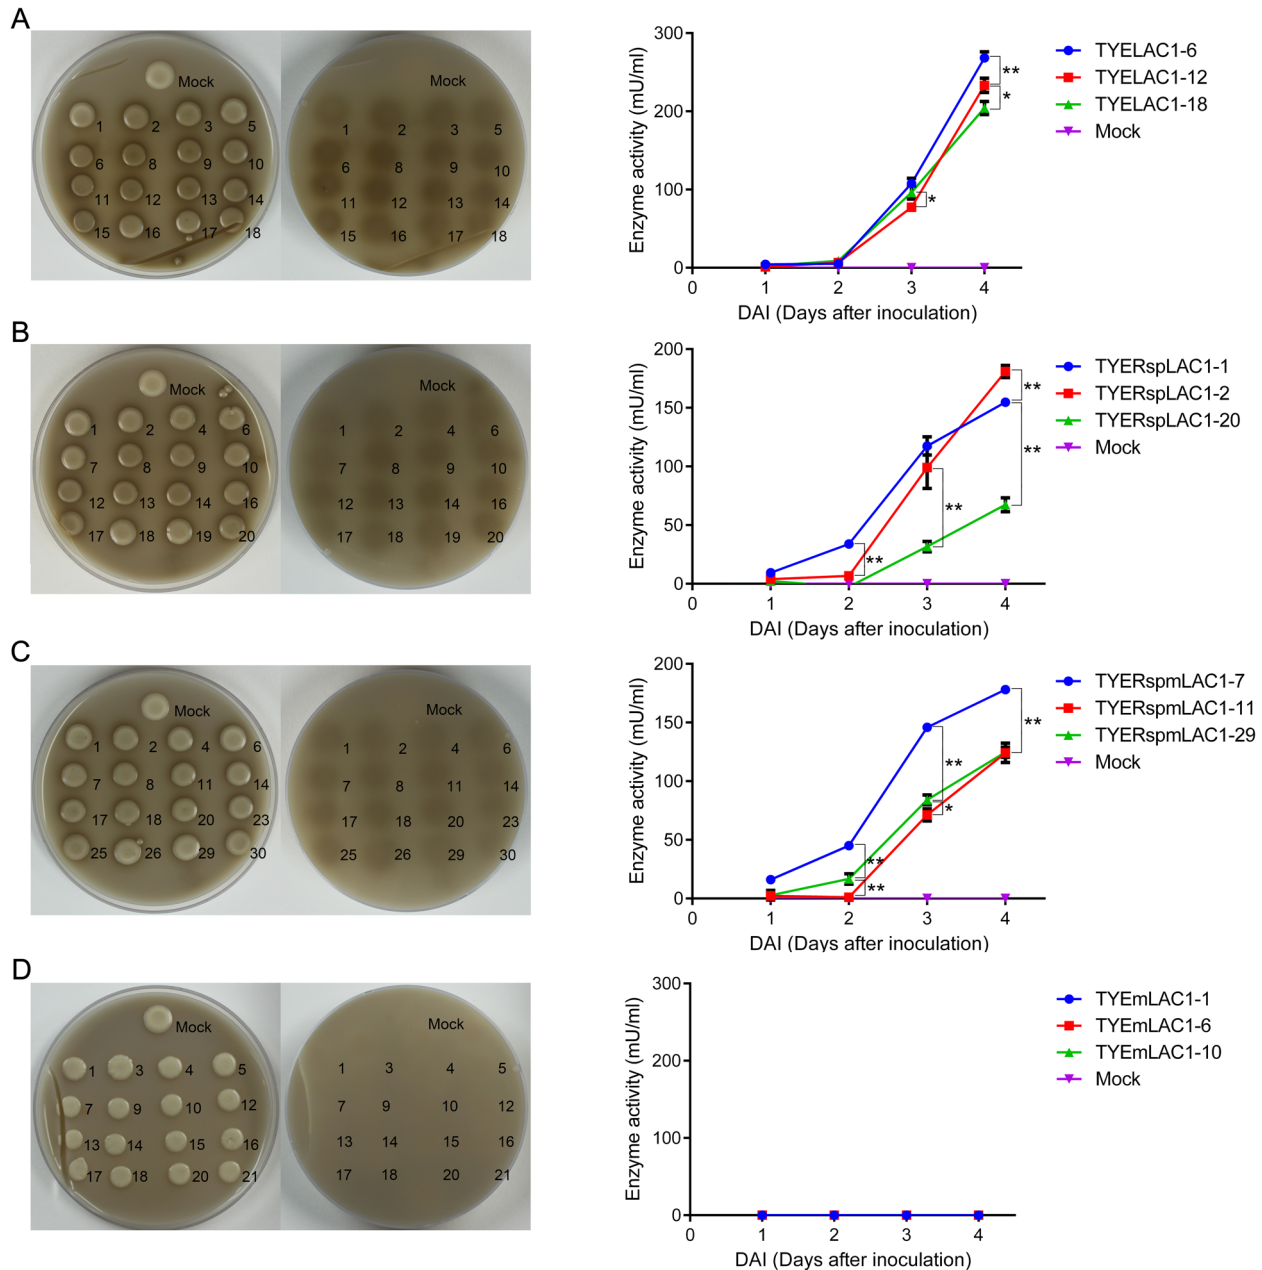 A
Mock
1 2 3 5
6 8 9 10
11 12 13 14
15 16 17 18
Mock
1 2 3 5
6 8 9 10
11 12 13 14
15 16 17 18
Enzyme activity (mU/ml)
300
200
100
0
0 1 2 3 4
DAI (Days after inoculation)
*
**
*
TYELAC1-6
TYELAC1-12
TYELAC1-18
Mock
B
Mock
1 2 4 6
7 8 9 10
12 13 14 16
17 18 19 20
Mock
1 2 4 6
7 8 9 10
12 13 14 16
17 18 19 20
Enzyme activity (mU/ml)
200
150
100
50
0
0 1 2 3 4
DAI (Days after inoculation)
**
**
**
**
TYERspLAC1-1
TYERspLAC1-2
TYERspLAC1-20
Mock
C
Mock
1 2 4 6
7 8 11 14
17 18 20 23
25 26 29 30
Mock
1 2 4 6
7 8 11 14
17 18 20 23
25 26 29 30
Enzyme activity (mU/ml)
200
150
100
50
0
0 1 2 3 4
DAI (Days after inoculation)
**
**
**
*
**
TYERspmLAC1-7
TYERspmLAC1-11
TYERspmLAC1-29
Mock
D
Mock
1 3 4 5
7 9 10 12
13 14 15 16
17 18 20 21
Mock
1 3 4 5
7 9 10 12
13 14 15 16
17 18 20 21
Enzyme activity (mU/ml)
300
200
100
0
0 1 2 3 4
DAI (Days after inoculation)
TYEmLAC1-1
TYEmLAC1-6
TYEmLAC1-10
Mock